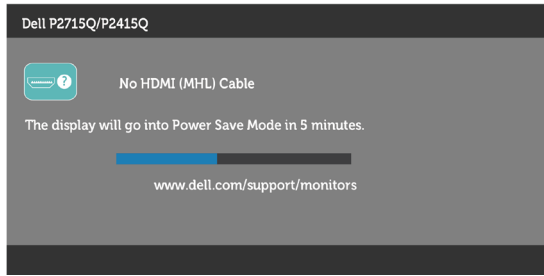 Dell P2715Q/P2415Q
?
No HDMI (MHL) Cable
The display will go into Power Save Mode in 5 minutes.
www.dell.com/support/monitors